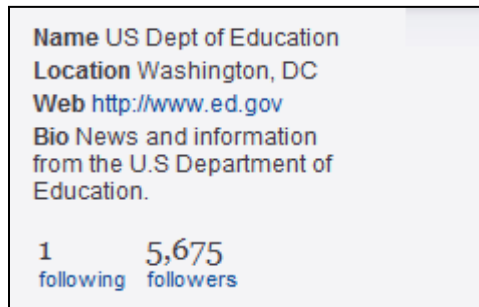 Name US Dept of Education
Location Washington, DC
Web http://www.ed.gov
Bio News and information
from the U.S Department of
Education.
1 5,675
following followers